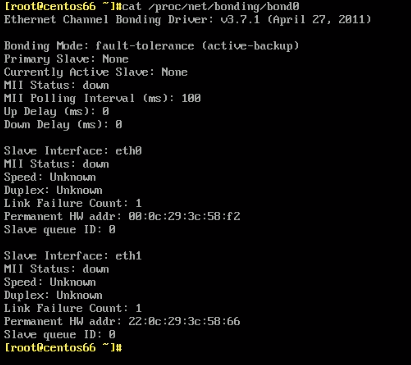 [root@centos66 ~]#cat /proc/net/bonding/bond0
Ethernet Channel Bonding Driver: v3.7.1 (April 27, 2011)

Bonding Mode: fault-tolerance (active-backup)
Primary Slave: None
Currently Active Slave: None
MII Status: down
MII Polling Interval (ms): 100
Up Delay (ms): 0
Down Delay (ms): 0

Slave Interface: eth0
MII Status: down
Speed: Unknown
Duplex: Unknown
Link Failure Count: 1
Permanent HW addr: 00:0c:29:3c:58:f2
Slave queue ID: 0

Slave Interface: eth1
MII Status: down
Speed: Unknown
Duplex: Unknown
Link Failure Count: 1
Permanent HW addr: 22:0c:29:3c:58:66
Slave queue ID: 0
[root@centos66 ~]#